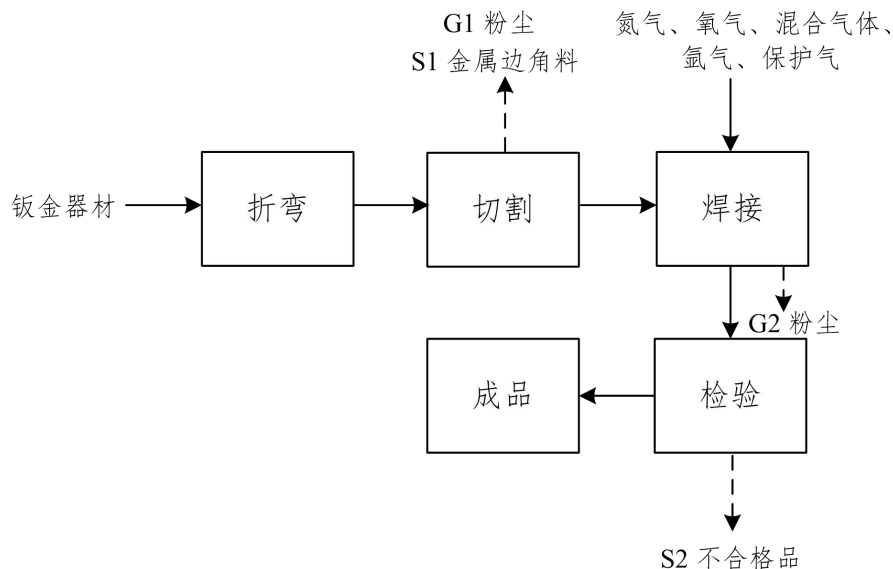 G1 粉尘
S1 金属边角料
氮气、氧气、混合气体、
氩气、保护气
钣金器材
折弯
切割
焊接
G2 粉尘
成品
检验
S2 不合格品